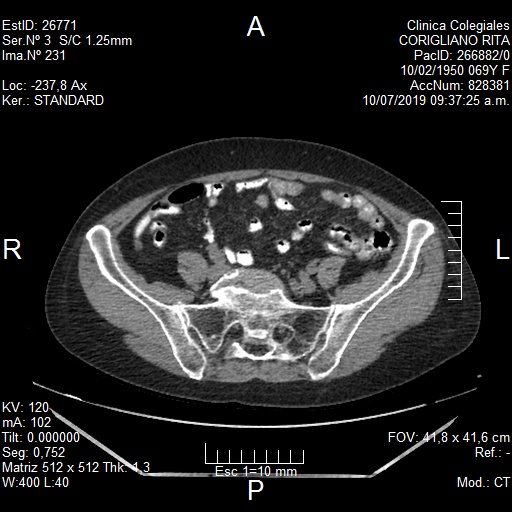 EstID: 26771
Ser.Nº 3 S/C 1.25mm
Ima.Nº 231
Loc: -237,8 Ax
Ker.: STANDARD
A
Clinica Colegiales
CORIGLIANO RITA
PacID: 266882/0
10/02/1950 069Y F
AccNum: 828381
10/07/2019 09:37:25 a.m.
R
L
KV: 120
mA: 102
Tilt: 0.000000
Seg: 0,752
Matriz 512 x 512 Thk: 1.3
W:400 L:40
Esc 1=10 mm
P
FOV: 41,8 x 41,6 cm
Ref.: -
Mod.: CT